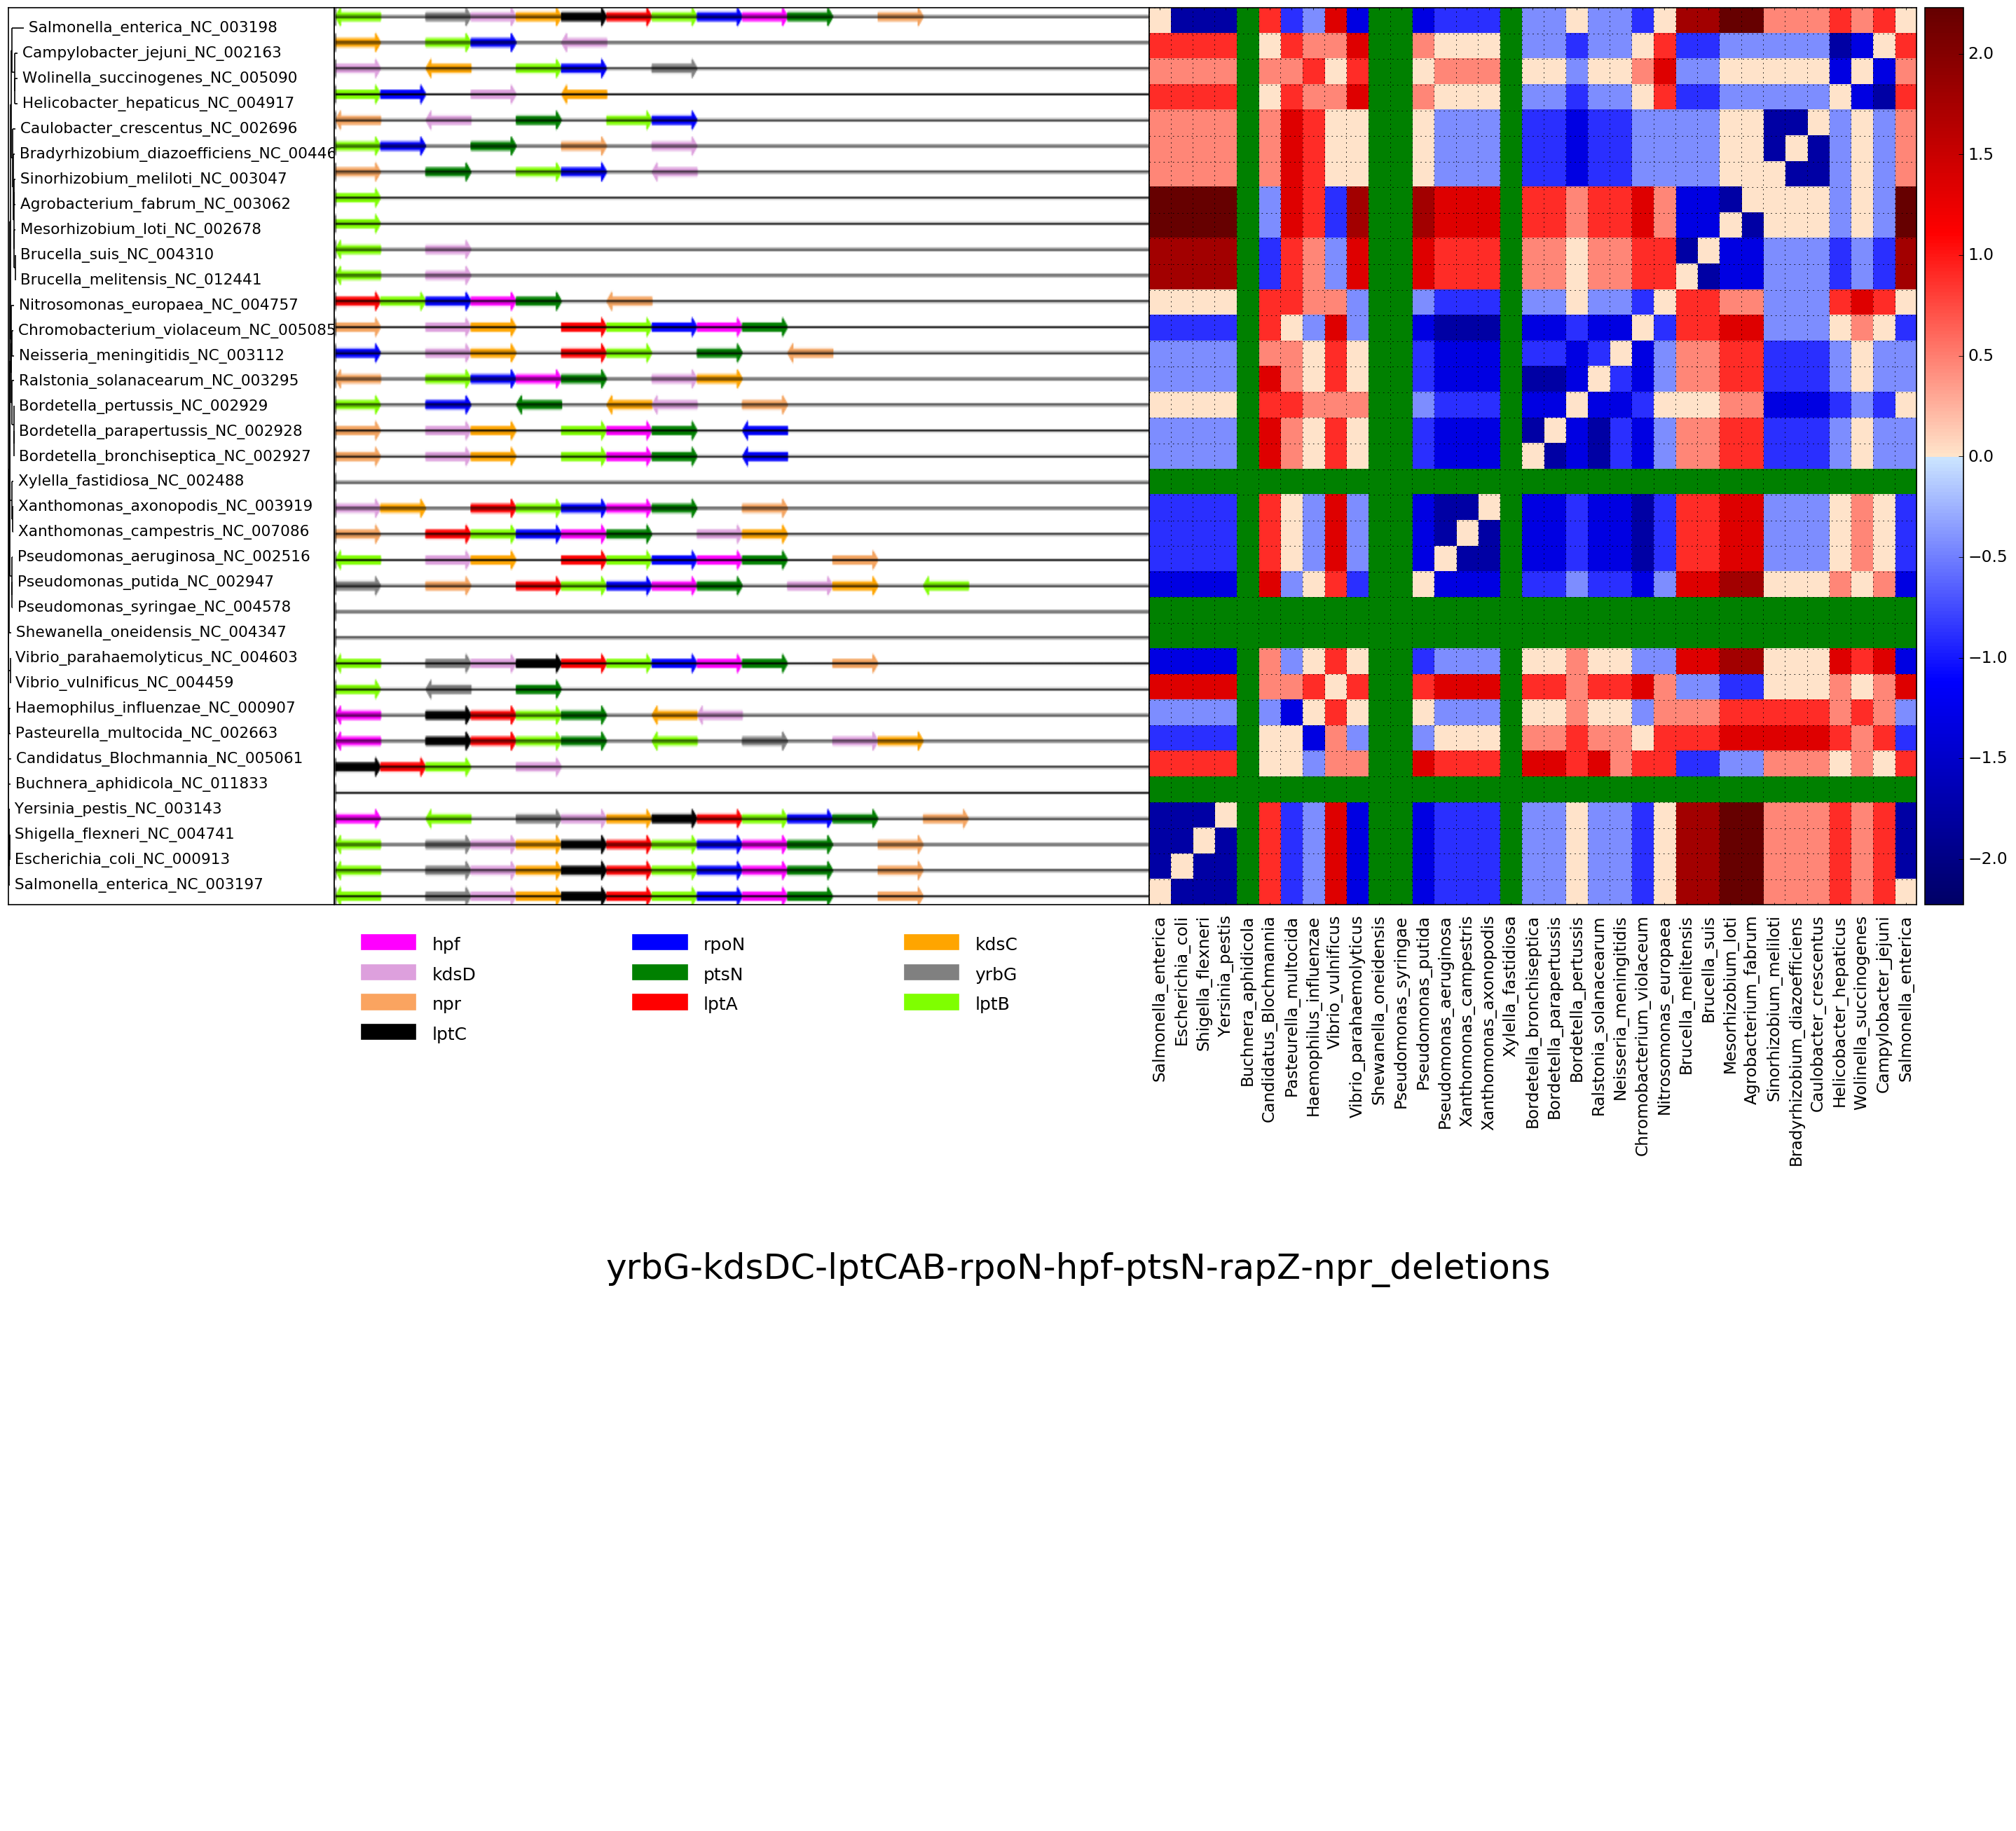 Salmonella_enterica_NC_003198
Campylobacter_jejuni_NC_002163
Wolinella_succinogenes_NC_005090
Helicobacter_hepaticus_NC_004917
Caulobacter_crescentus_NC_002696
Bradyrhizobium_diazoefficiens_NC_00446
Sinorhizobium_meliloti_NC_003047
Agrobacterium_fabrum_NC_003062
Mesorhizobium_loti_NC_002678
Brucella_suis_NC_004310
Brucella_melitensis_NC_012441
Nitrosomonas_europaea_NC_004757
Chromobacterium_violaceum_NC_005085
Neisseria_meningitidis_NC_003112
Ralstonia_solanacearum_NC_003295
Bordetella_pertussis_NC_002929
Bordetella_parapertussis_NC_002928
Bordetella_bronchiseptica_NC_002927
Xylella_fastidiosa_NC_002488
Xanthomonas_axonopodis_NC_003919
Xanthomonas_campestris_NC_007086
Pseudomonas_aeruginosa_NC_002516
Pseudomonas_putida_NC_002947
Pseudomonas_syringae_NC_004578
Shewanella_oneidensis_NC_004347
Vibrio_parahaemolyticus_NC_004603
Vibrio_vulnificus_NC_004459
Haemophilus_influenzae_NC_000907
Pasteurella_multocida_NC_002663
Candidatus_Blochmannia_NC_005061
Buchnera_aphidicola_NC_011833
Yersinia_pestis_NC_003143
Shigella_flexneri_NC_004741
Escherichia_coli_NC_000913
Salmonella_enterica_NC_003197
2.0
1.5
1.0
0.5
0.0
−0.5
−1.0
−1.5
−2.0
Salmonella_enterica
Escherichia_coli
Shigella_flexneri
Yersinia_pestis
Buchnera_aphidicola
Candidatus_Blochmannia
Pasteurella_multocida
Haemophilus_influenzae
Vibrio_vulnificus
Vibrio_parahaemolyticus
Shewanella_oneidensis
Pseudomonas_syringae
Pseudomonas_putida
Pseudomonas_aeruginosa
Xanthomonas_campestris
Xanthomonas_axonopodis
Xylella_fastidiosa
Bordetella_bronchiseptica
Bordetella_parapertussis
Bordetella_pertussis
Ralstonia_solanacearum
Neisseria_meningitidis
Chromobacterium_violaceum
Nitrosomonas_europaea
Brucella_melitensis
Brucella_suis
Mesorhizobium_loti
Agrobacterium_fabrum
Sinorhizobium_meliloti
Bradyrhizobium_diazoefficiens
Caulobacter_crescentus
Helicobacter_hepaticus
Wolinella_succinogenes
Campylobacter_jejuni
Salmonella_enterica
hpf rpoN kdsC
kdsD ptsN yrbG
npr lptA lptB
lptC
yrbG-kdsDC-lptCAB-rpoN-hpf-ptsN-rapZ-npr_deletions